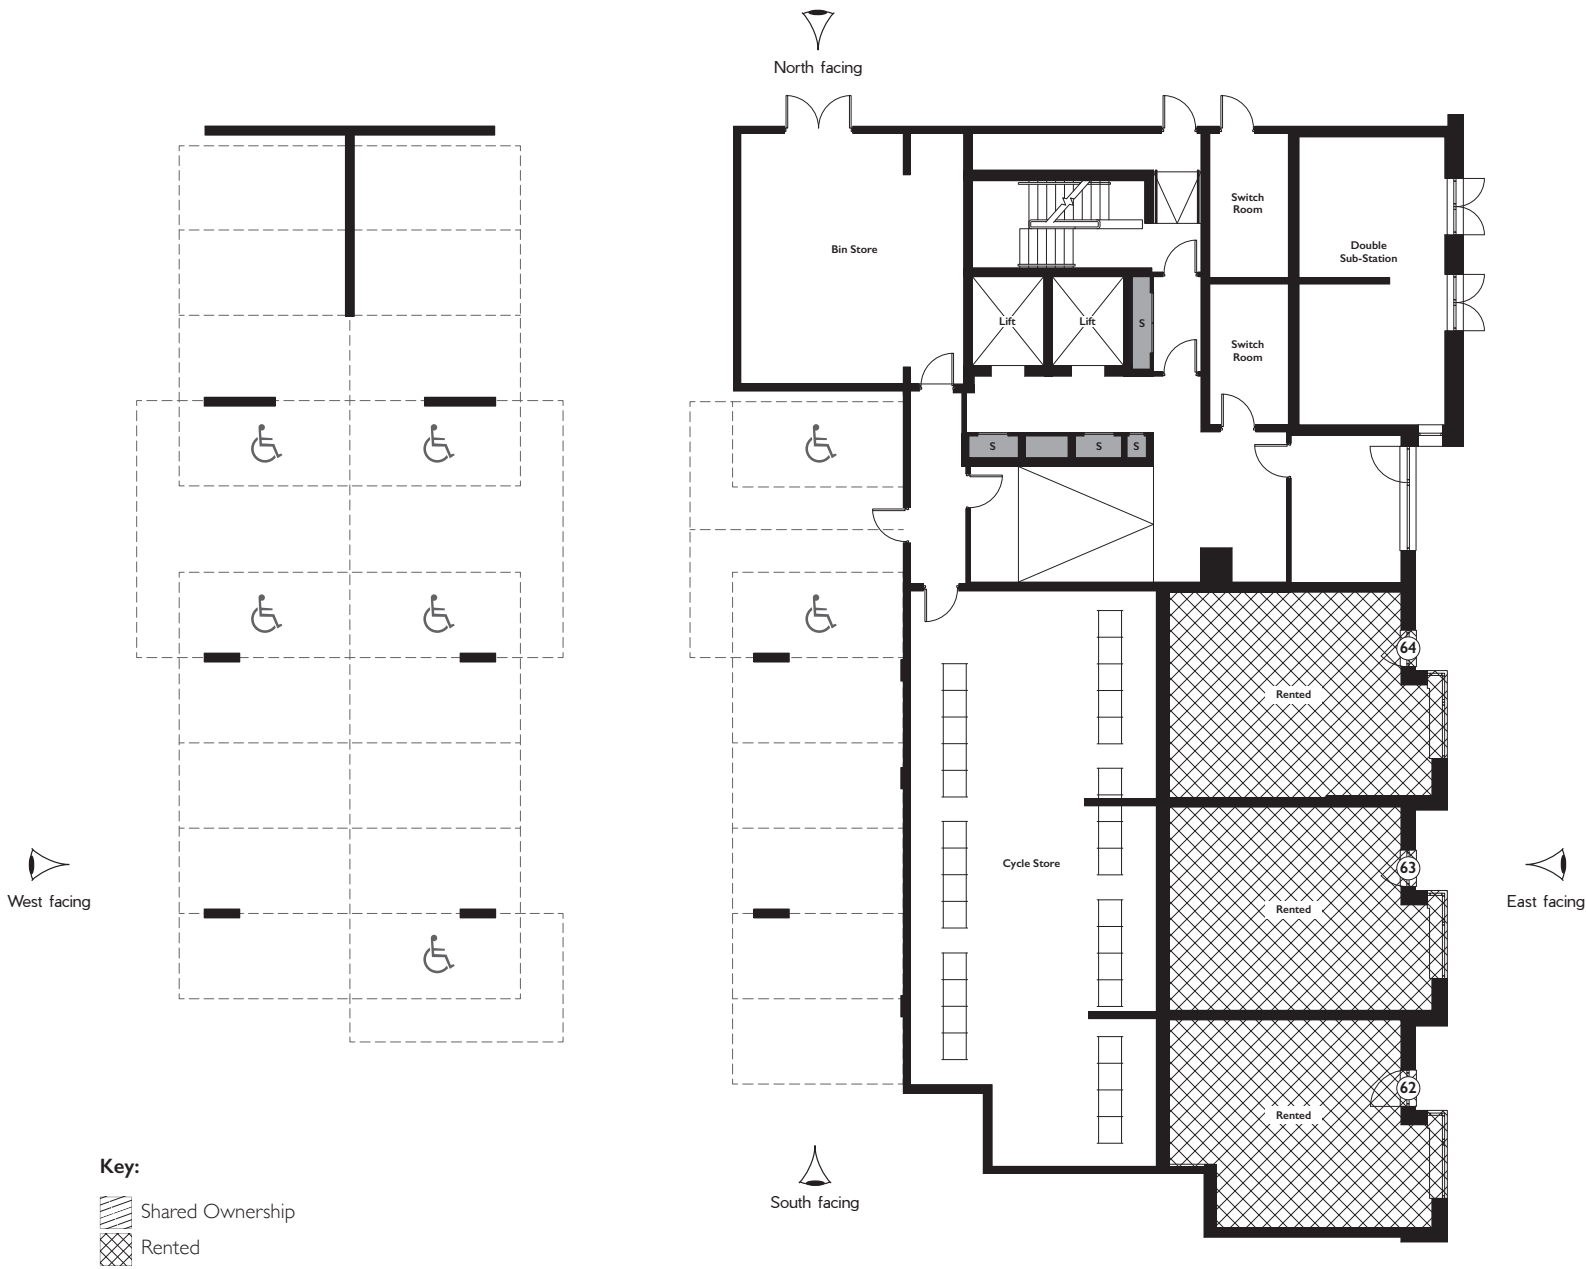 North facing
Switch
Room
Bin Store
Double
Sub-Station
Lift
Lift
S
Switch
Room
S
S
S
64
Rented
Cycle Store
63
West facing
East facing
Rented
62
Rented
Key:
South facing
Shared Ownership
Rented